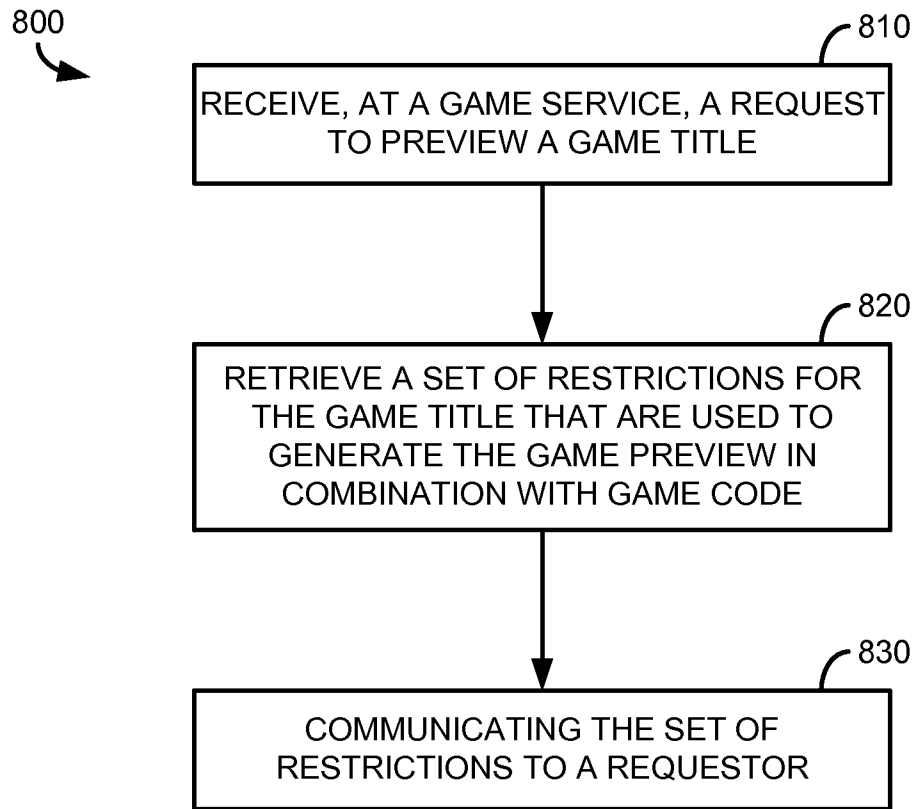 800
810
RECEIVE, AT A GAME SERVICE, A REQUEST
TO PREVIEW A GAME TITLE
820
RETRIEVE A SET OF RESTRICTIONS FOR
THE GAME TITLE THAT ARE USED TO
GENERATE THE GAME PREVIEW IN
COMBINATION WITH GAME CODE
830
COMMUNICATING THE SET OF
RESTRICTIONS TO A REQUESTOR